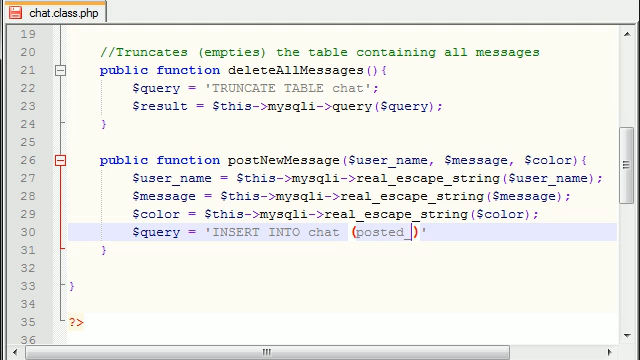 chat.class.php
19
20 //Truncates (empties) the table containing all messages
21 public function deleteAllMessages(){
22 $query = 'TRUNCATE TABLE chat';
23 $result = $this->mysqli->query($query);
24 }
25
26 public function postNewMessage($user_name, $message, $color){
27 $user_name = $this->mysqli->real_escape_string($user_name);
28 $message = $this->mysqli->real_escape_string($message);
29 $color = $this->mysqli->real_escape_string($color);
30 $query = 'INSERT INTO chat (posted_)'
31 }
32
33 }
34
35 ?>
36